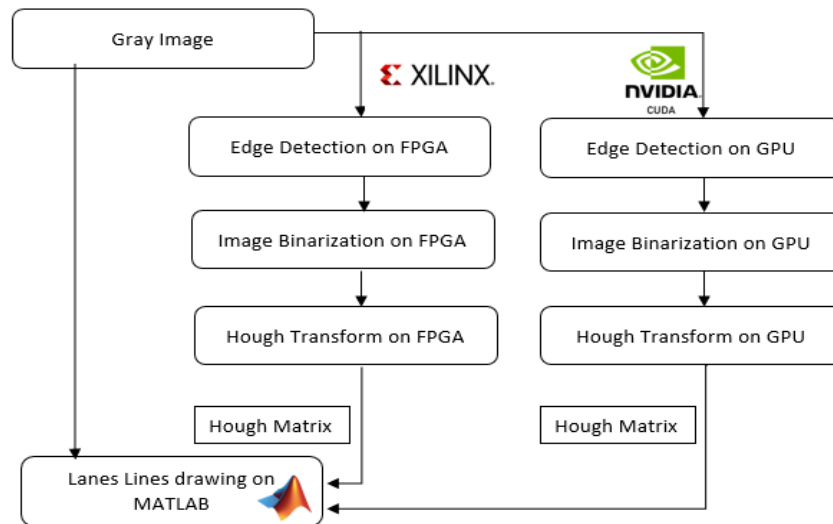 Gray Image
XILINX.
NVIDIA.
CUDA
Edge Detection on FPGA
Edge Detection on GPU
Image Binarization on FPGA
Image Binarization on GPU
Hough Transform on FPGA
Hough Transform on GPU
Hough Matrix
Hough Matrix
Lanes Lines drawing on
MATLAB